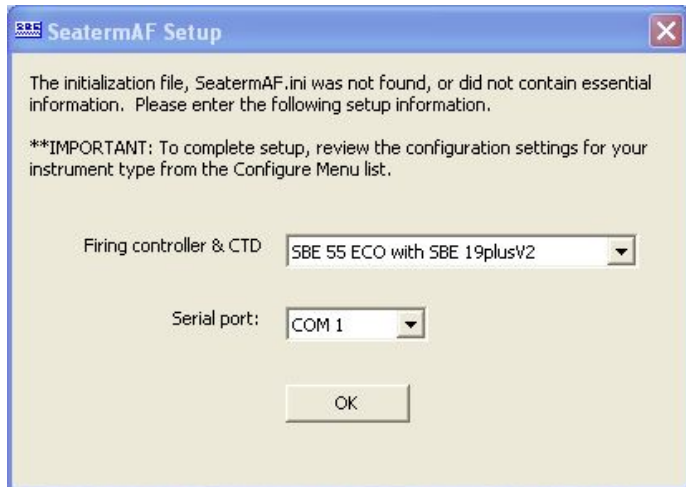 SBE SeatermAF Setup
The initialization file, SeatermAF.ini was not found, or did not contain essential
information. Please enter the following setup information.
**IMPORTANT: To complete setup, review the configuration settings for your
instrument type from the Configure Menu list.
Firing controller & CTD SBE 55 ECO with SBE 19plusV2
Serial port: COM 1
OK